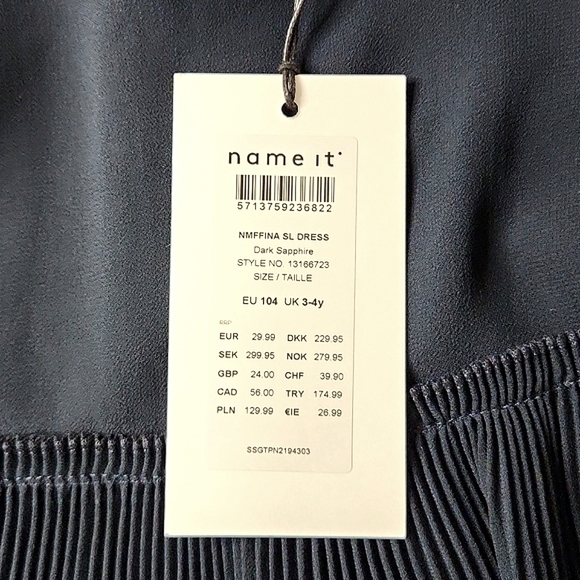 name it
5713759236822
NMFFINA SL DRESS
Dark Sapphire
STYLE NO. 13166723
SIZE / TAILLE
EU 104 UK 3-4y
RRP
EUR 29.99 DKK 229.95
SEK 299.95 NOK 279.95
GBP 24.00 CHF 39.90
CAD 56.00 TRY 174.99
PLN 129.99 €IE 26.99
SSGTPN2194303